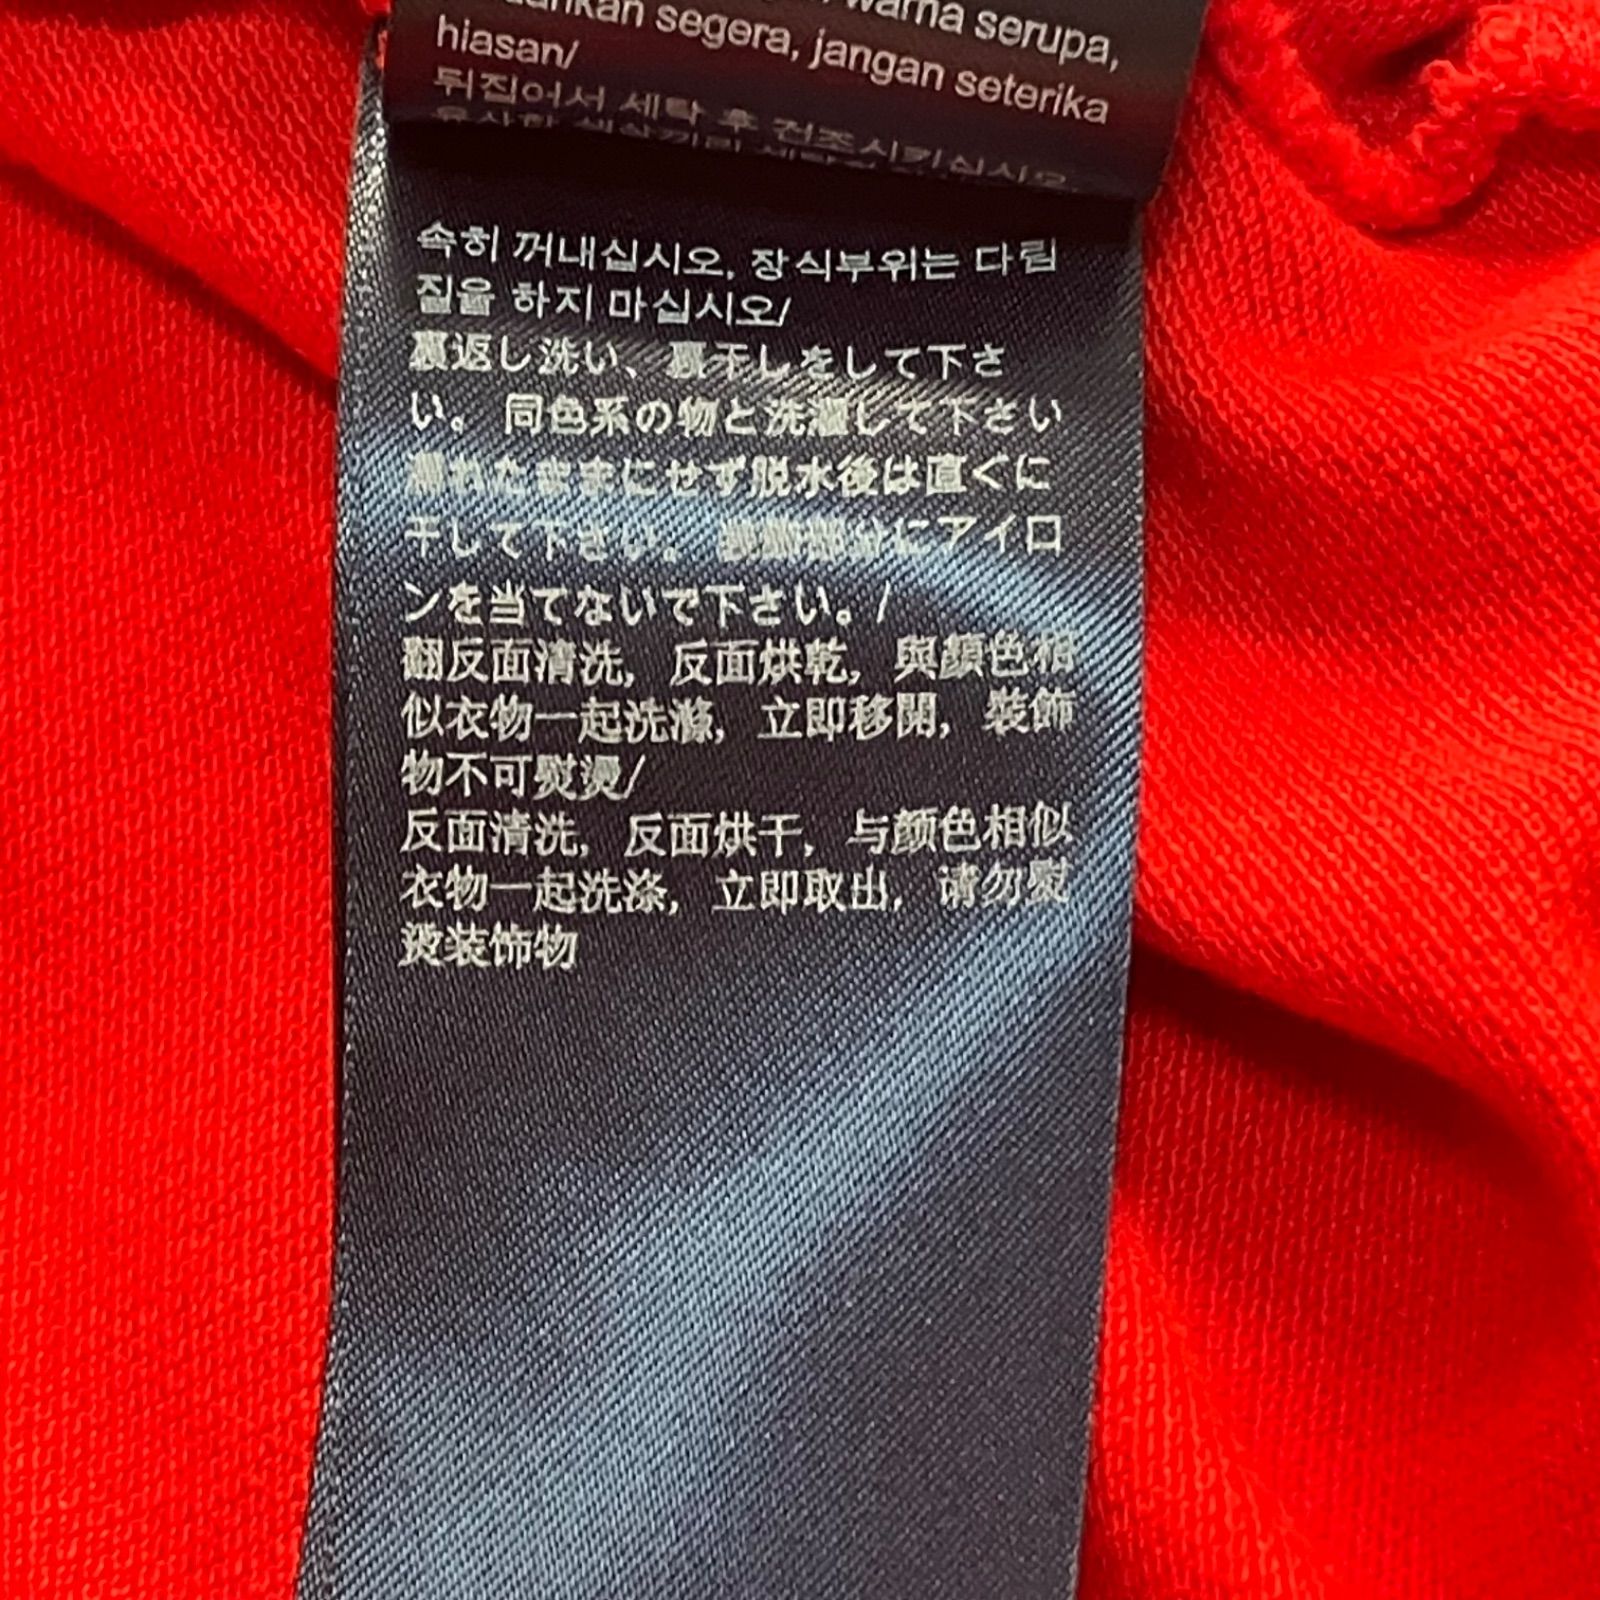 warna serupa,
segera, jangan seterika
hiasan/
뒤집어서 세탁 후 건조시키십시오.
속히 꺼내십시오, 장식부위는 다림
질을 하지 마십시오/
裏返し洗い、裏干しをして下さ
い。 同色系の物と洗濯して下さい
濡れたままにせず脱水後は直ぐに
干して下さい。 装飾部分にアイロ
ンを当てないで下さい。/
翻反面清洗, 反面烘乾, 與顏色相
似衣物一起洗滌, 立即移開, 裝飾
物不可熨燙/
反面清洗, 反面烘干, 与颜色相似
衣物一起洗涤, 立即取出, 请勿熨
烫装饰物